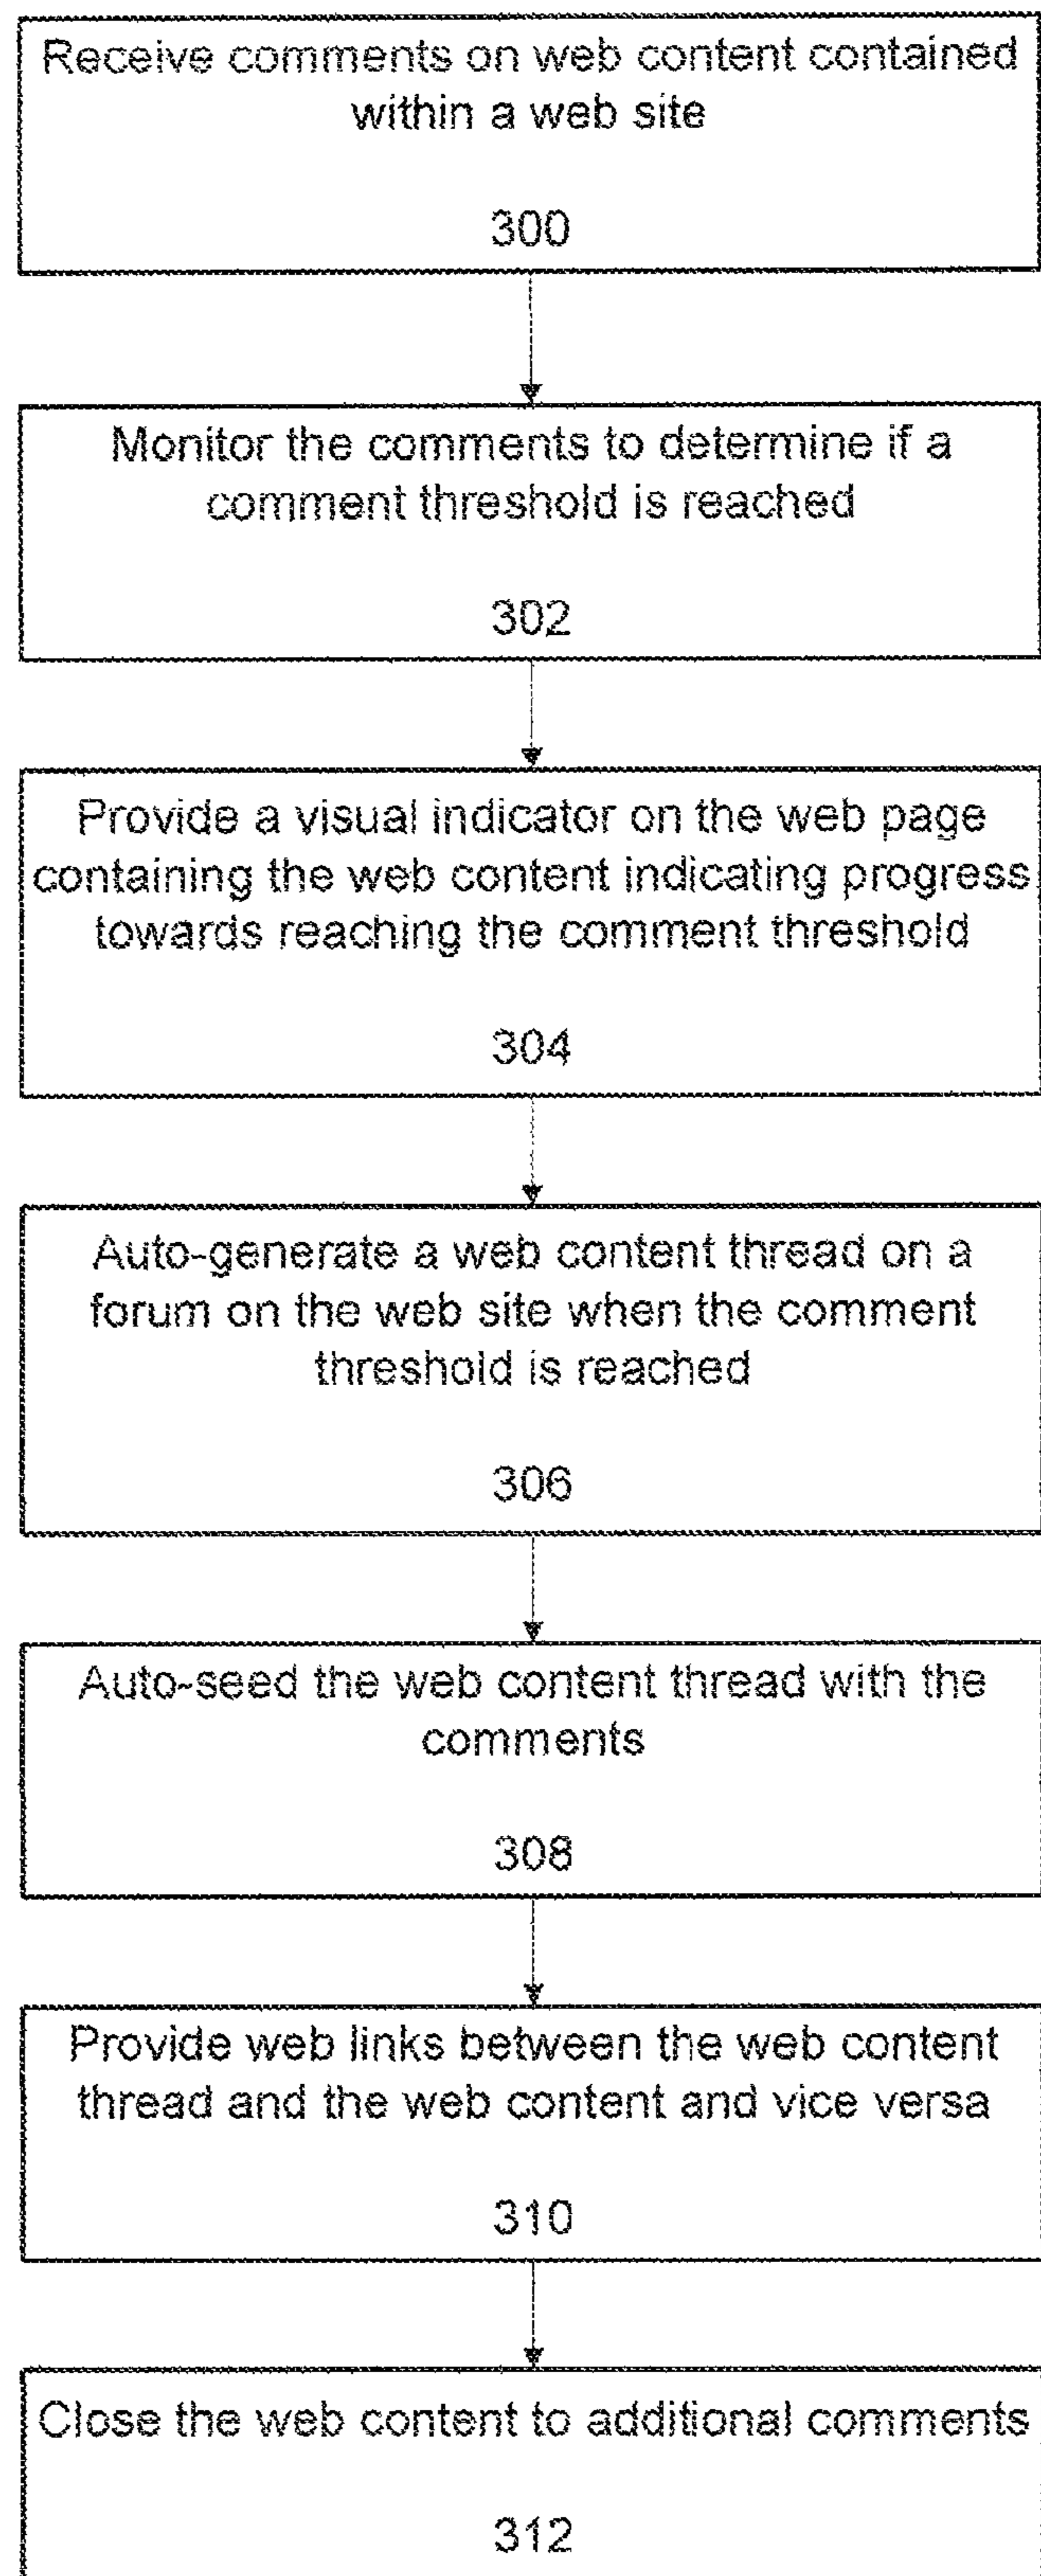 Receive comments on web content contained
within a web site
300
Monitor the comments to determine if a
comment threshold is reached
302
Provide a visual indicator on the web page
containing the web content indicating progress
towards reaching the comment threshold
304
Auto-generate a web content thread on a
forum on the web site when the comment
threshold is reached
306
Auto-seed the web content thread with the
comments
308
Provide web links between the web content
thread and the web content and vice versa
310
Close the web content to additional comments
312